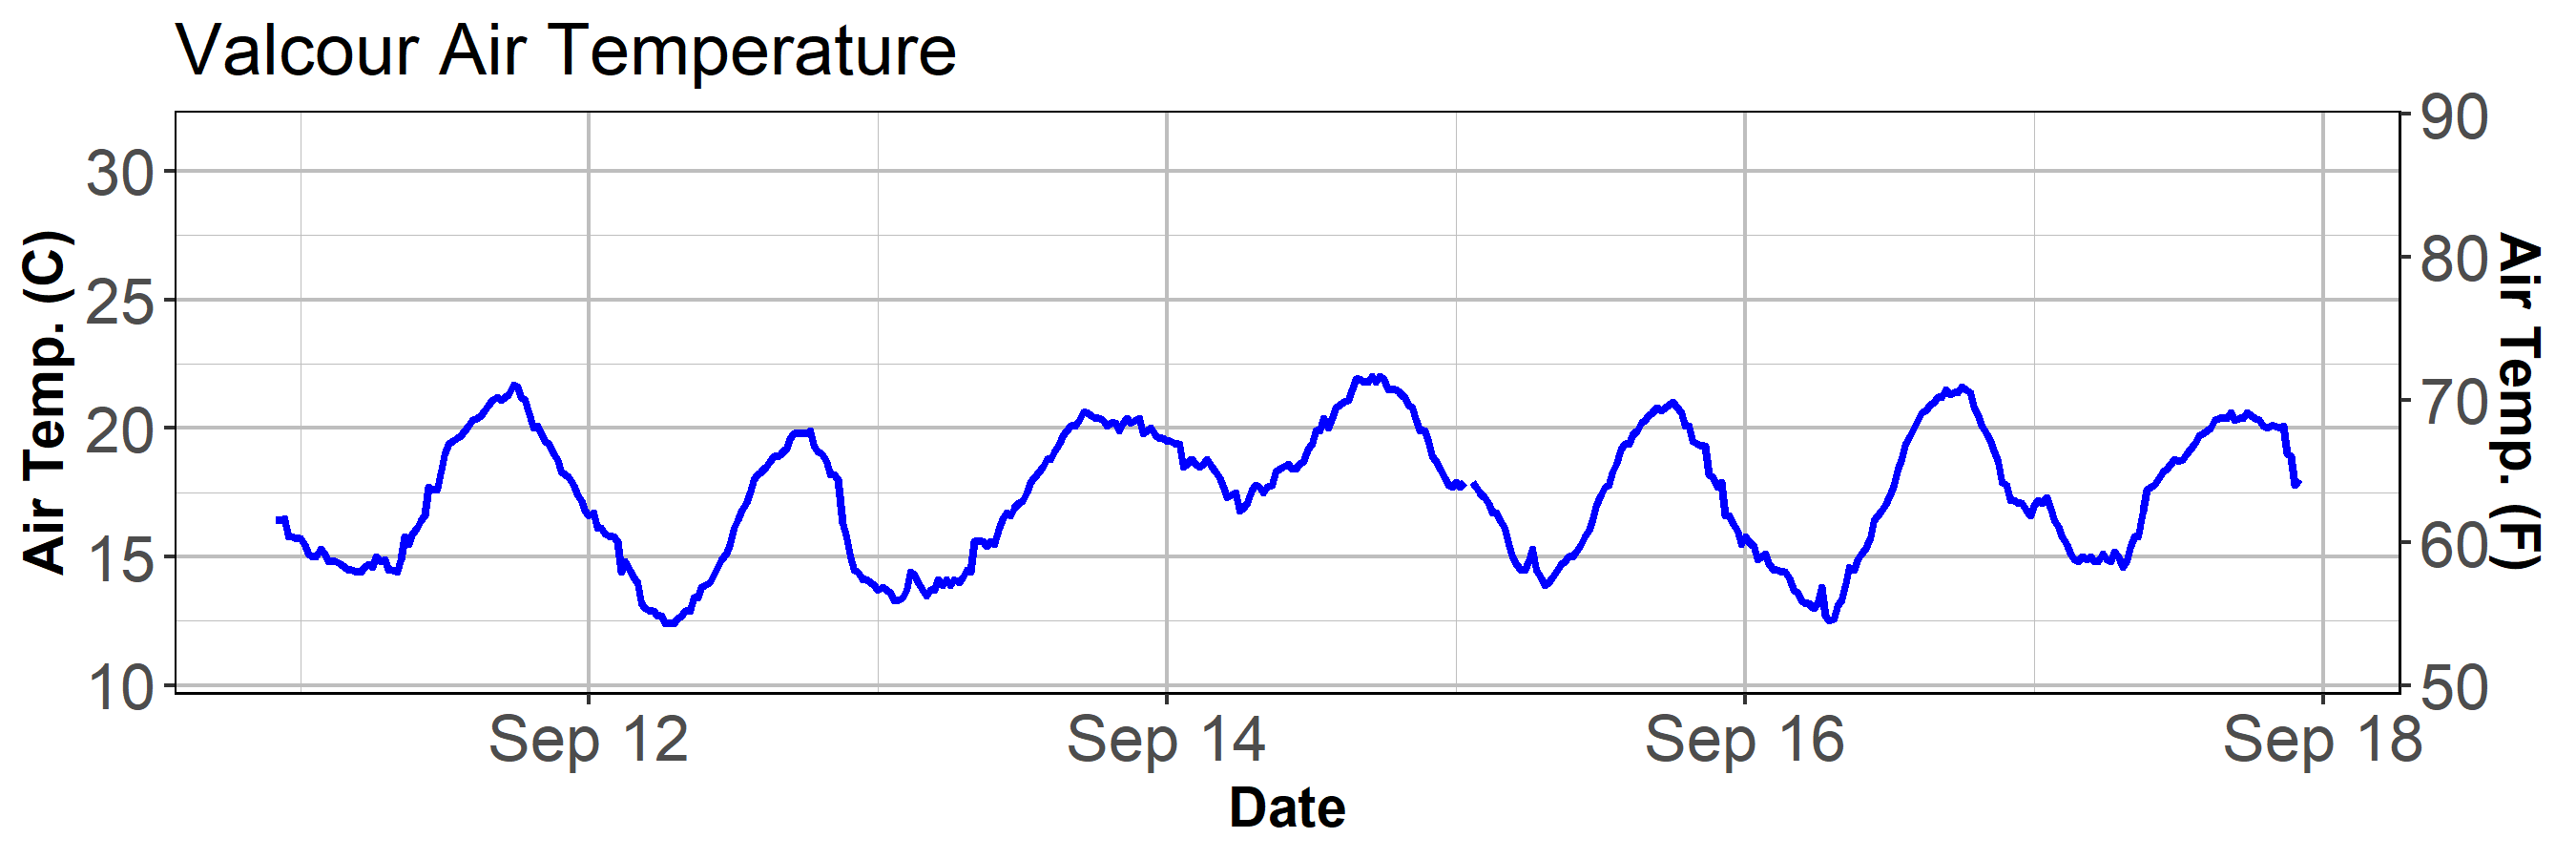 Valcour Air Temperature
Air Temp. (C)
30
25
20
15
10
90
80
70
60
50
Air Temp. (F)
Sep 12
Sep 14
Sep 16
Sep 18
Date